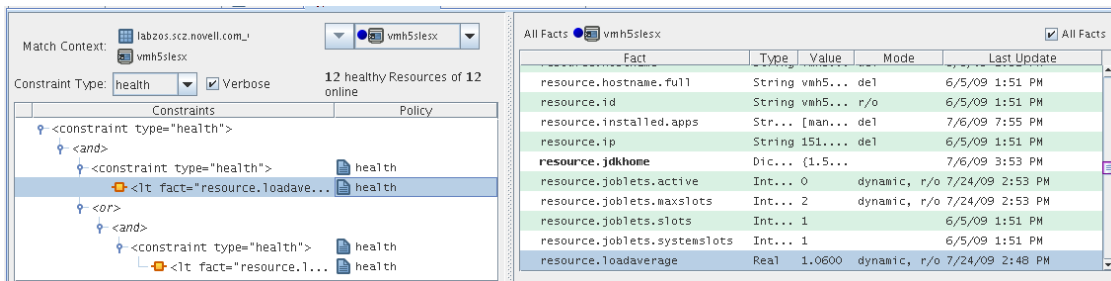 Match Context:
labzos.scz.novell.com_
vmh5slesx
vmh5slesx
Constraint Type: health
Verbose
12 healthy Resources of 12 online
Constraints Policy
<constraint type="health">
<and>
<constraint type="health"> health
<lt fact="resource.loadave... health
<or>
<and>
<constraint type="health"> health
<lt fact="resource.l... health
All Facts vmh5slesx All Facts
Fact Type Value Mode Last Update
resource.hostname.full String vmh5... del 6/5/09 1:51 PM
resource.id String vmh5... r/o 6/5/09 1:51 PM
resource.installed.apps Str... [man... del 7/6/09 7:55 PM
resource.ip String 151.... del 6/5/09 1:51 PM
resource.jdkhome Dic... {1.5... 7/6/09 3:53 PM
resource.joblets.active Int... 0 dynamic, r/o 7/24/09 2:53 PM
resource.joblets.maxslots Int... 2 dynamic, r/o 7/24/09 2:53 PM
resource.joblets.slots Int... 1 6/5/09 1:51 PM
resource.joblets.systemslots Int... 1 6/5/09 1:51 PM
resource.loadaverage Real 1.0600 dynamic, r/o 7/24/09 2:48 PM